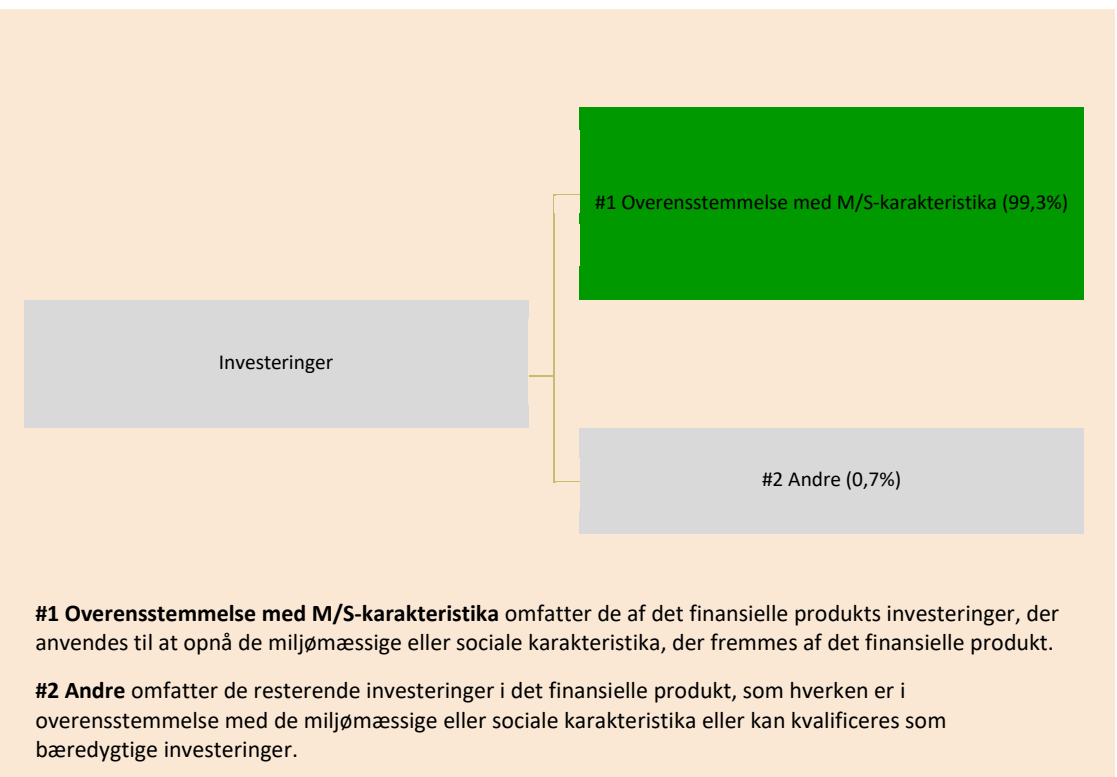 #1 Overensstemmelse med M/S-karakteristika (99,3%)
Investeringer
#2 Andre (0,7%)
#1 Overensstemmelse med M/S-karakteristika omfatter de af det finansielle produkts investeringer, der
anvendes til at opnå de miljømæssige eller sociale karakteristika, der fremmes af det finansielle produkt.
#2 Andre omfatter de resterende investeringer i det finansielle produkt, som hverken er i
overensstemmelse med de miljømæssige eller sociale karakteristika eller kan kvalificeres som
bæredygtige investeringer.